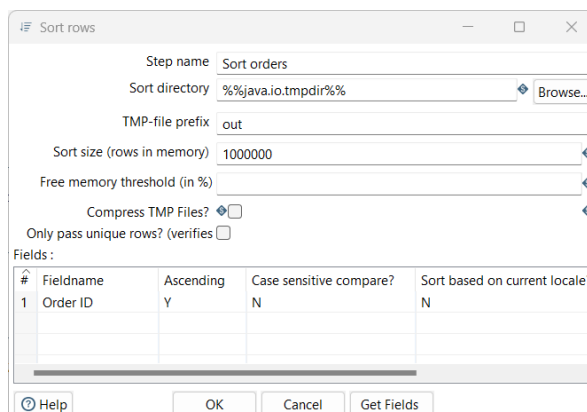 Sort rows
Step name Sort orders
Sort directory %%java.io.tmpdir%% Browse...
TMP-file prefix out
Sort size (rows in memory) 1000000
Free memory threshold (in %)
Compress TMP Files?
Only pass unique rows? (verifies
Fields :
# Fieldname Ascending Case sensitive compare? Sort based on current locale
1 Order ID Y N N
Help OK Cancel Get Fields